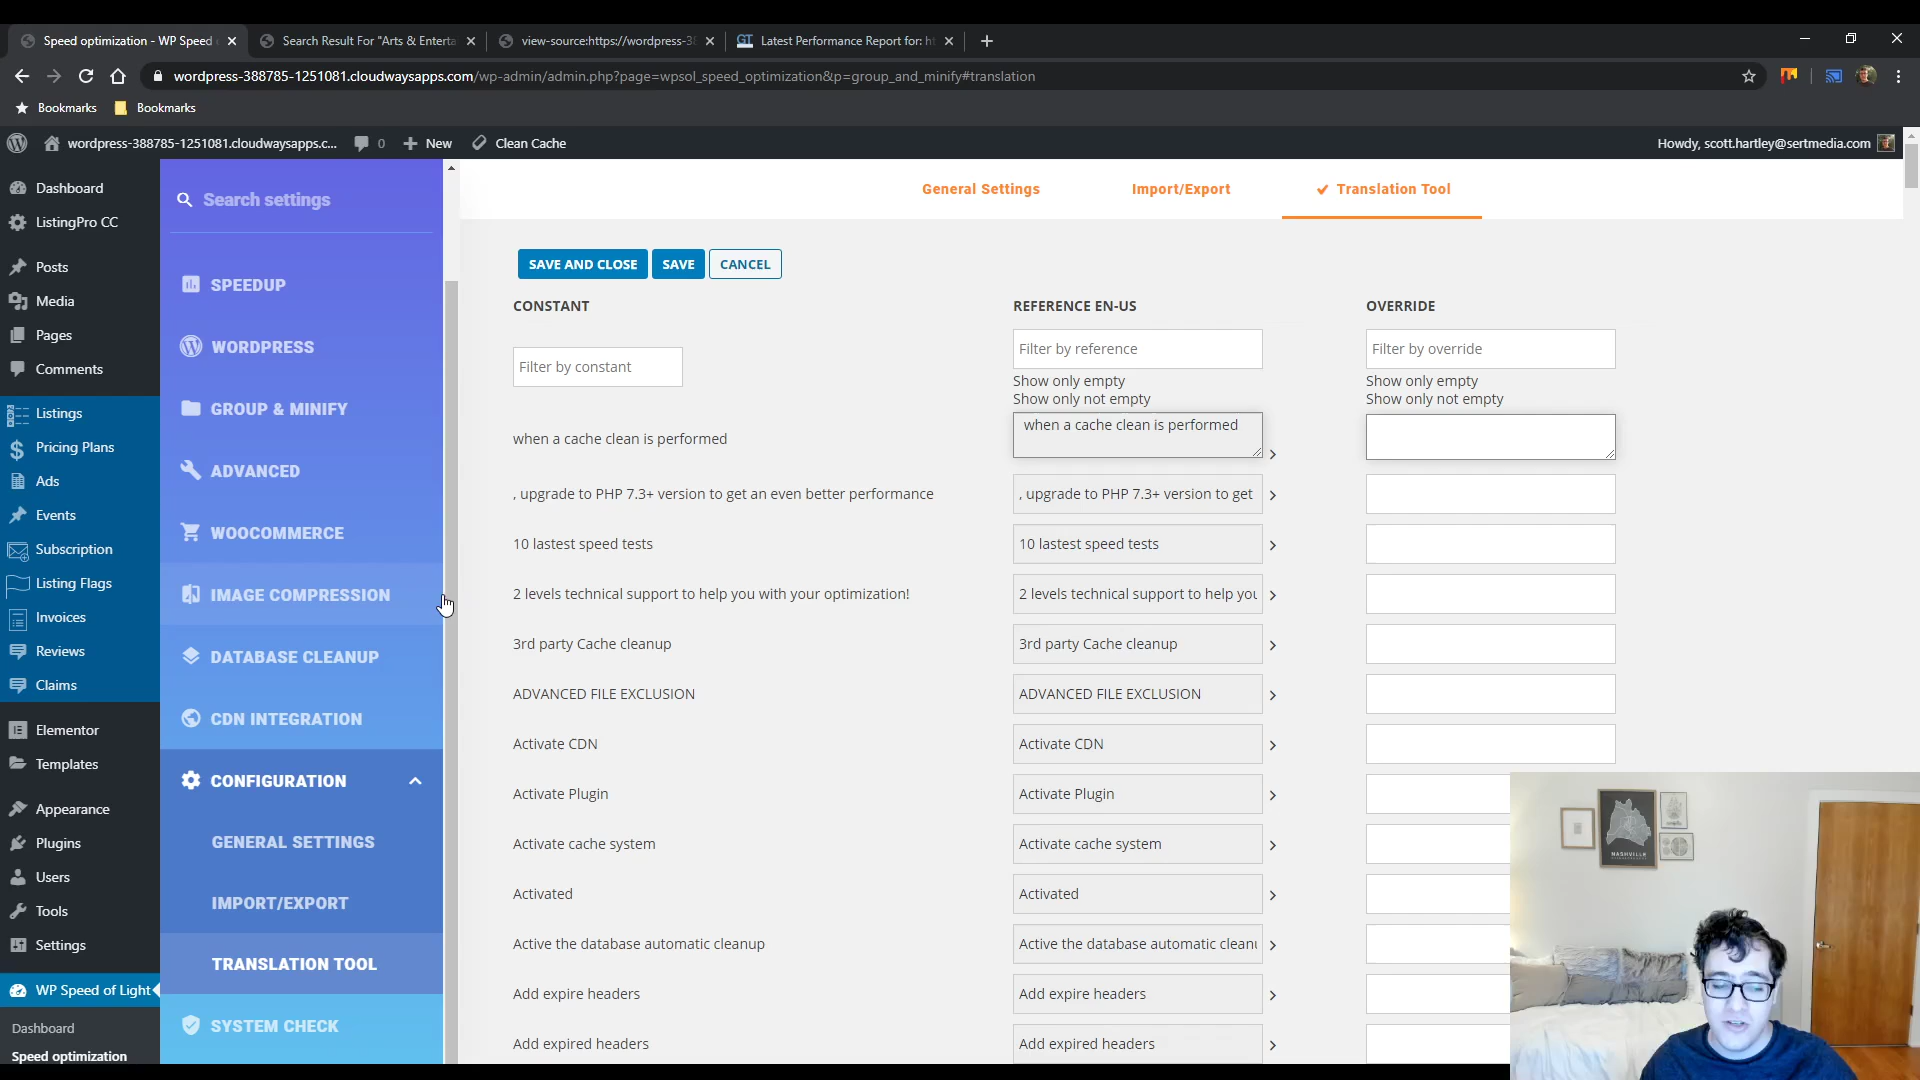 Speed optimization - WP Speed
Search Result For "Arts & Enterta
view-source:https://wordpress-38
GT Latest Performance Report for: ht
wordpress-388785-1251081.cloudwaysapps.com/wp-admin/admin.php?page=wpsol_speed_optimization&p=group_and_minify#translation
Bookmarks
Bookmarks
wordpress-388785-1251081.cloudwaysapps.c...
0
New
Clean Cache
Howdy, scott.hartley@sertmedia.com
Dashboard
ListingPro CC
Posts
Media
Pages
Comments
Listings
Pricing Plans
Ads
Events
Subscription
Listing Flags
Invoices
Reviews
Claims
Elementor
Templates
Appearance
Plugins
Users
Tools
Settings
WP Speed of Light
Dashboard
Speed optimization
Search settings
SPEEDUP
WORDPRESS
GROUP & MINIFY
ADVANCED
WOOCOMMERCE
IMAGE COMPRESSION
DATABASE CLEANUP
CDN INTEGRATION
CONFIGURATION
GENERAL SETTINGS
IMPORT/EXPORT
TRANSLATION TOOL
SYSTEM CHECK
General Settings
Import/Export
Translation Tool
SAVE AND CLOSE
SAVE
CANCEL
CONSTANT
REFERENCE EN-US
OVERRIDE
Filter by constant
Filter by reference
Filter by override
Show only empty
Show only empty
Show only not empty
Show only not empty
when a cache clean is performed
when a cache clean is performed
, upgrade to PHP 7.3+ version to get an even better performance
, upgrade to PHP 7.3+ version to get
10 lastest speed tests
10 lastest speed tests
2 levels technical support to help you with your optimization!
2 levels technical support to help you
3rd party Cache cleanup
3rd party Cache cleanup
ADVANCED FILE EXCLUSION
ADVANCED FILE EXCLUSION
Activate CDN
Activate CDN
Activate Plugin
Activate Plugin
Activate cache system
Activate cache system
Activated
Activated
Active the database automatic cleanup
Active the database automatic cleanu
Add expire headers
Add expire headers
Add expired headers
Add expired headers
NASHVILLE